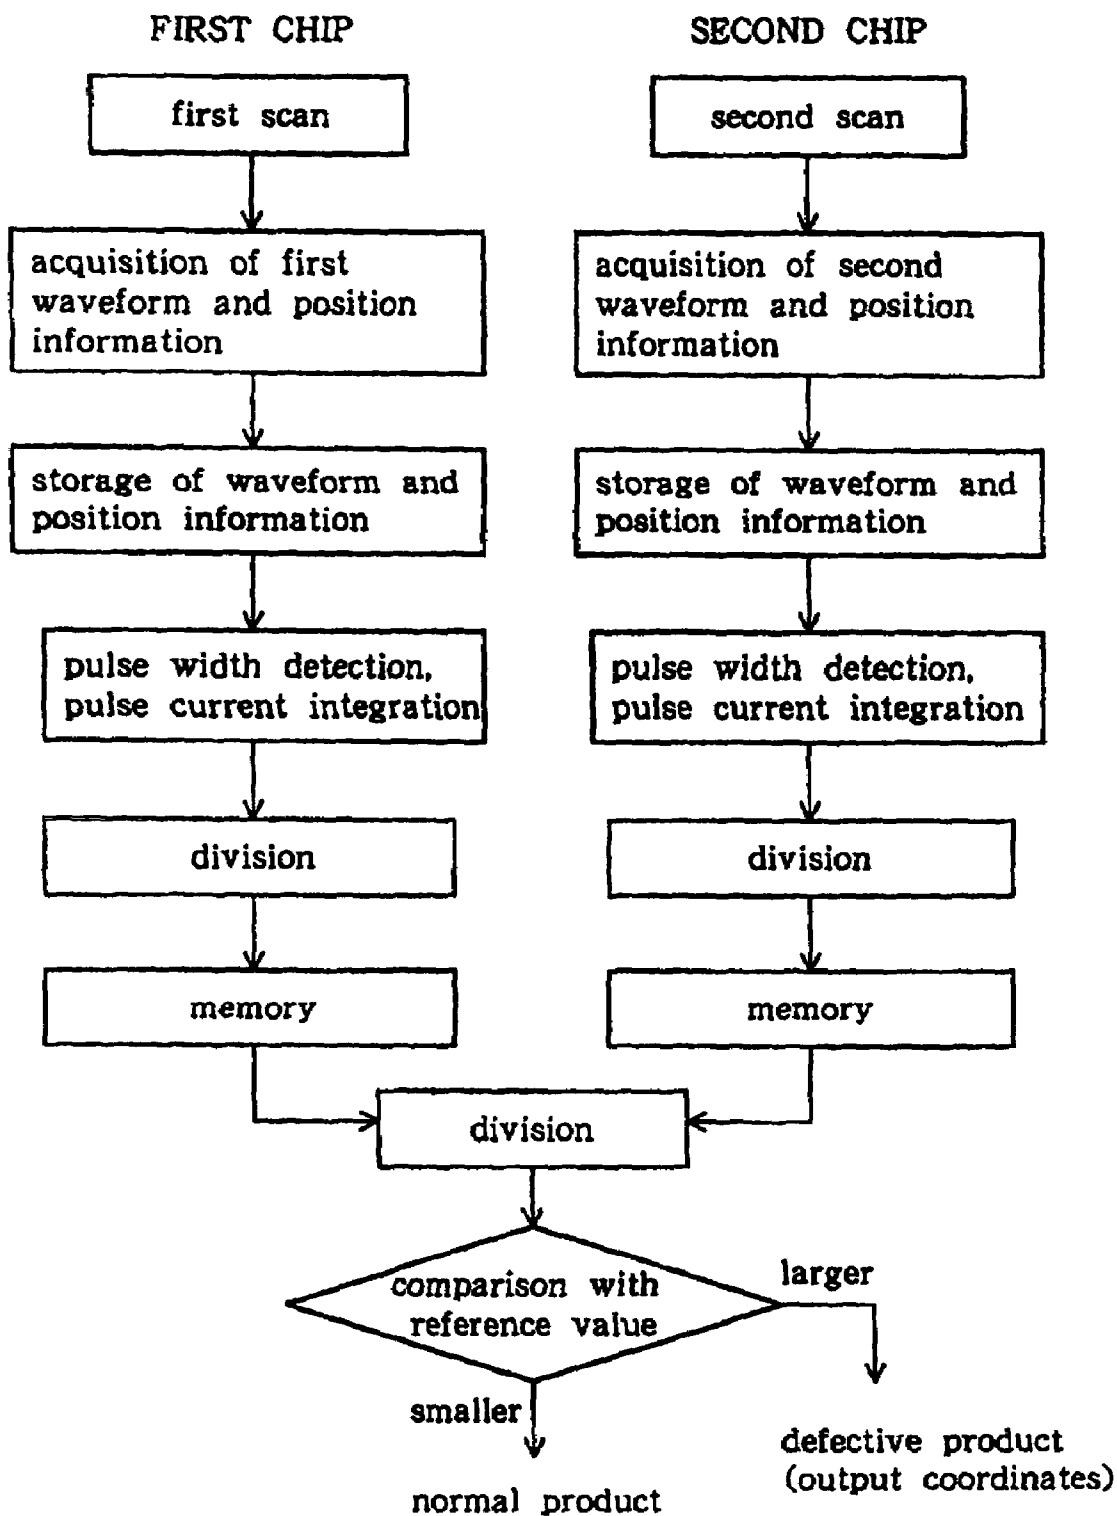 FIRST CHIP
SECOND CHIP
first scan
second scan
acquisition of first
waveform and position
information
acquisition of second
waveform and position
information
storage of waveform and
position information
storage of waveform and
position information
pulse width detection,
pulse current integration
pulse width detection,
pulse current integration
division
division
memory
memory
division
comparison with
reference value
larger
smaller
defective product
(output coordinates)
normal product